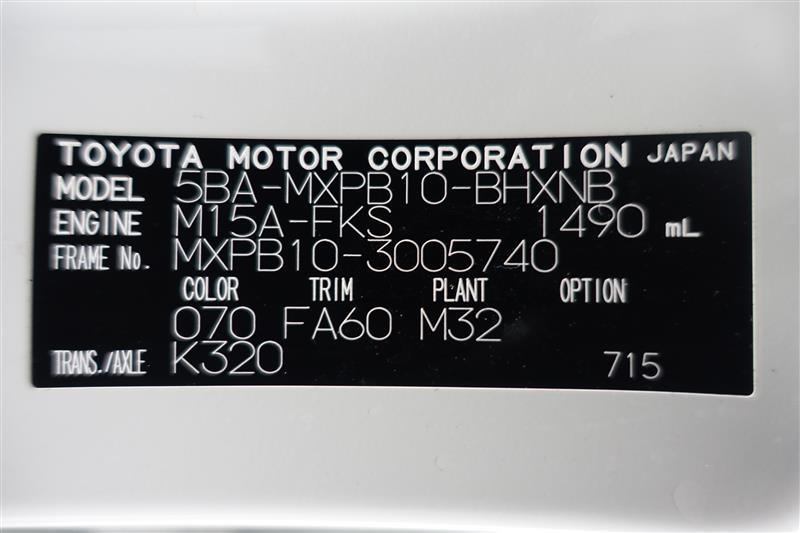 TOYOTA MOTOR CORPORATION JAPAN
MODEL 5BA-MXPB10-BHXNB
ENGINE M15A-FKS 1490 mL
FRAME No. MXPB10-3005740
COLOR TRIM PLANT OPTION
070 FA60 M32
TRANS./AXLE K320 715